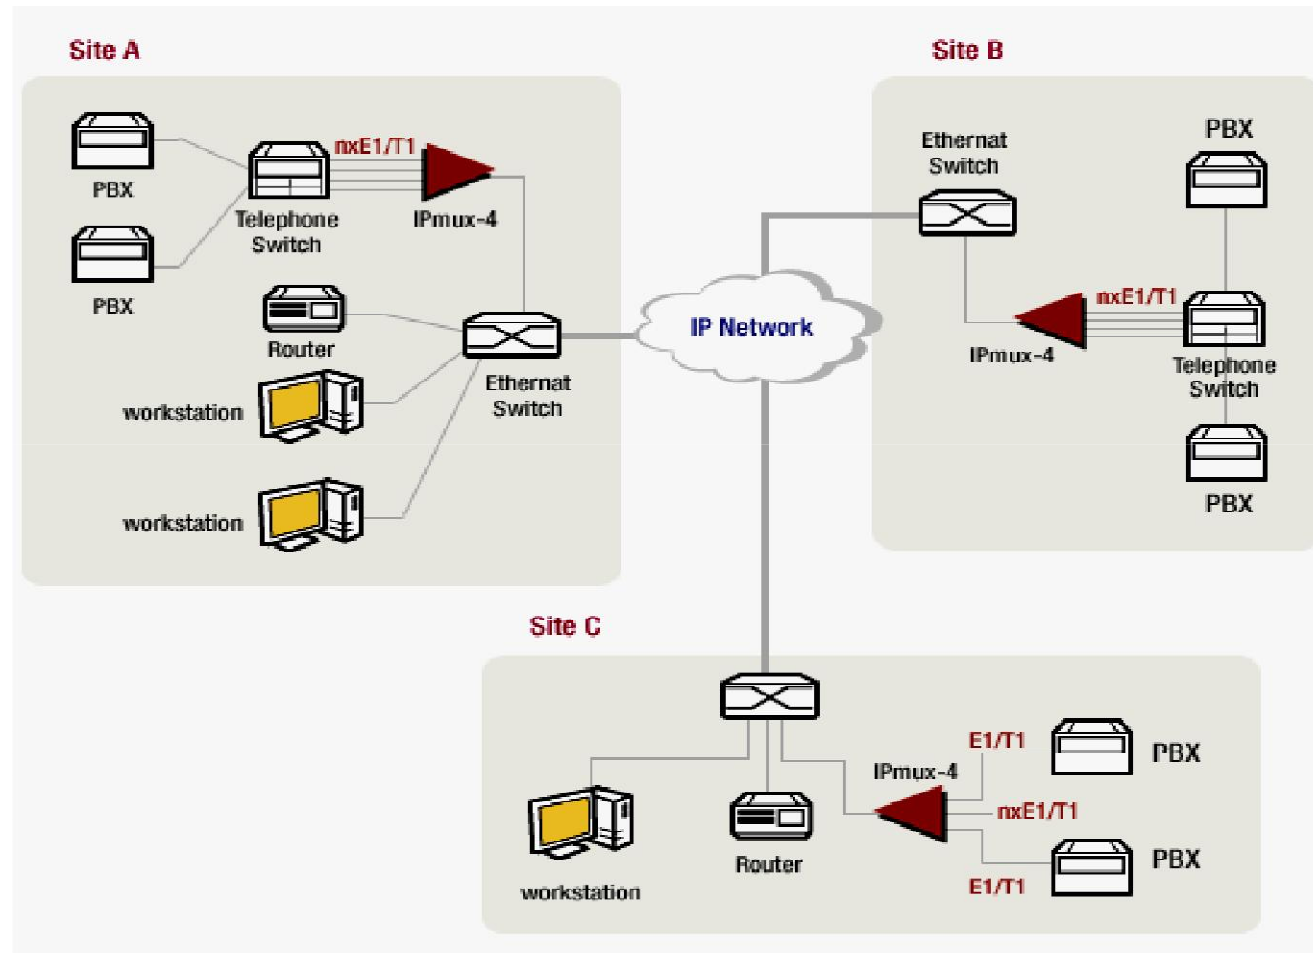 Site A
PBX
PBX
Telephone
Switch
nxE1/T1
IPmux-4
Router
workstation
workstation
Ethernat
Switch
IP Network
Site B
Ethernat
Switch
PBX
nxE1/T1
IPmux-4
Telephone
Switch
PBX
Site C
workstation
Router
IPmux-4
E1/T1
nxE1/T1
E1/T1
PBX
PBX